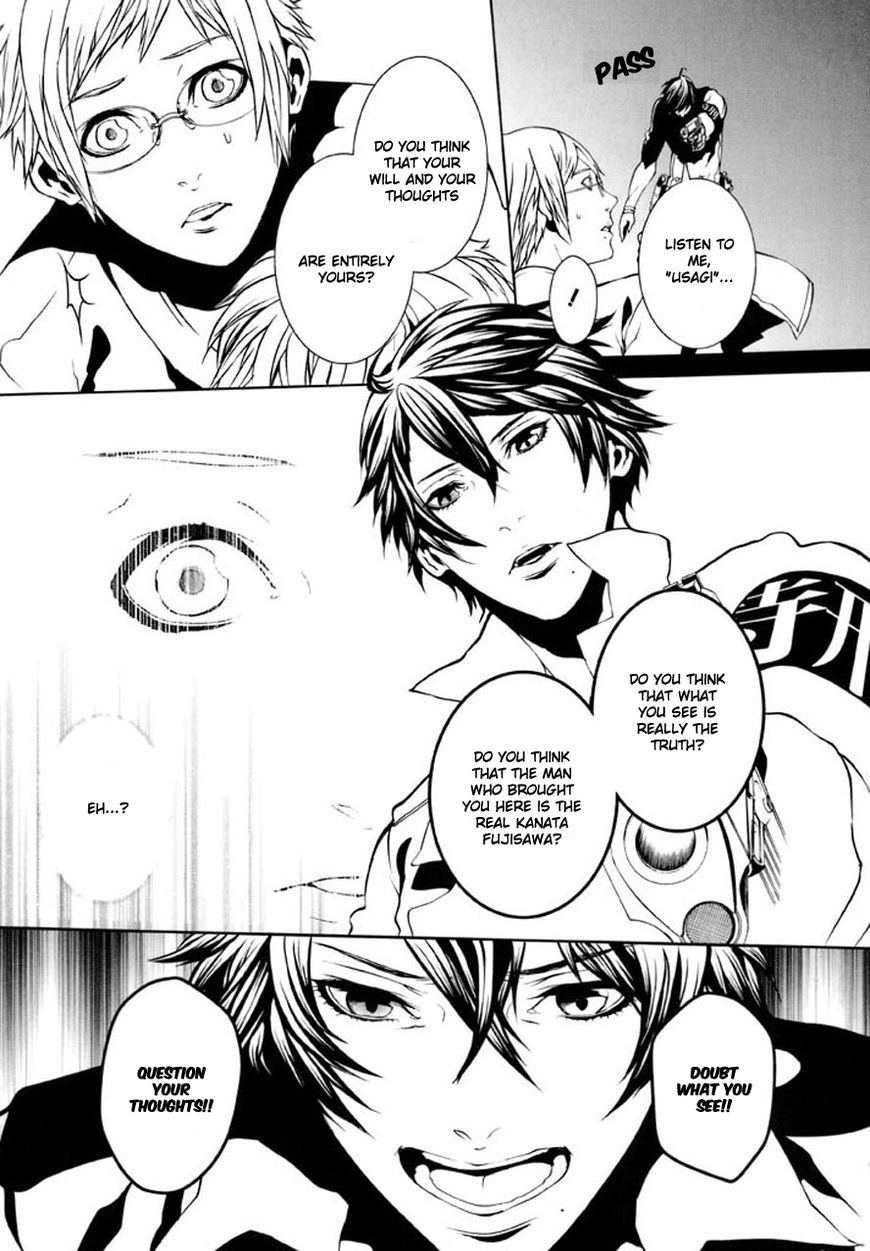 PASS
LISTEN TO
ME,
"USAGI"...
!
DO YOU THINK
THAT YOUR
WILL AND YOUR
THOUGHTS
ARE ENTIRELY
YOURS?
DO YOU THINK
THAT WHAT
YOU SEE IS
REALLY THE
TRUTH?
DO YOU THINK
THAT THE MAN
WHO BROUGHT
YOU HERE IS THE
REAL KANATA
FUJISAWA?
EH...?
DOUBT
WHAT YOU
SEE!!
QUESTION
YOUR
THOUGHTS!!